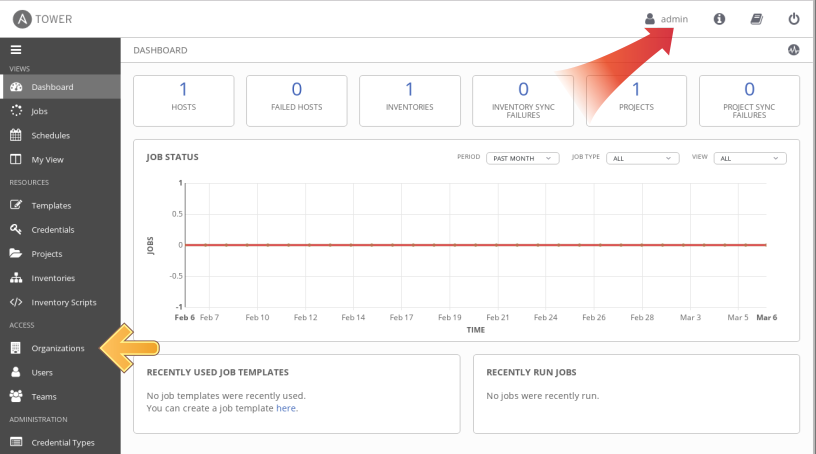 TOWER
admin
VIEWS
Dashboard
Jobs
Schedules
My View
RESOURCES
Templates
Credentials
Projects
Inventories
Inventory Scripts
ACCESS
Organizations
Users
Teams
ADMINISTRATION
Credential Types
DASHBOARD
1
HOSTS
0
FAILED HOSTS
1
INVENTORIES
0
INVENTORY SYNC
FAILURES
1
PROJECTS
0
PROJECT SYNC
FAILURES
JOB STATUS
PERIOD PAST MONTH JOB TYPE ALL VIEW ALL
JOBS
1
0.5
0
-0.5
-1
Feb 6 Feb 7 Feb 10 Feb 12 Feb 14 Feb 17 Feb 19 Feb 21 Feb 24 Feb 26 Feb 28 Mar 3 Mar 5 Mar 6
TIME
RECENTLY USED JOB TEMPLATES
No job templates were recently used.
You can create a job template here.
RECENTLY RUN JOBS
No jobs were recently run.